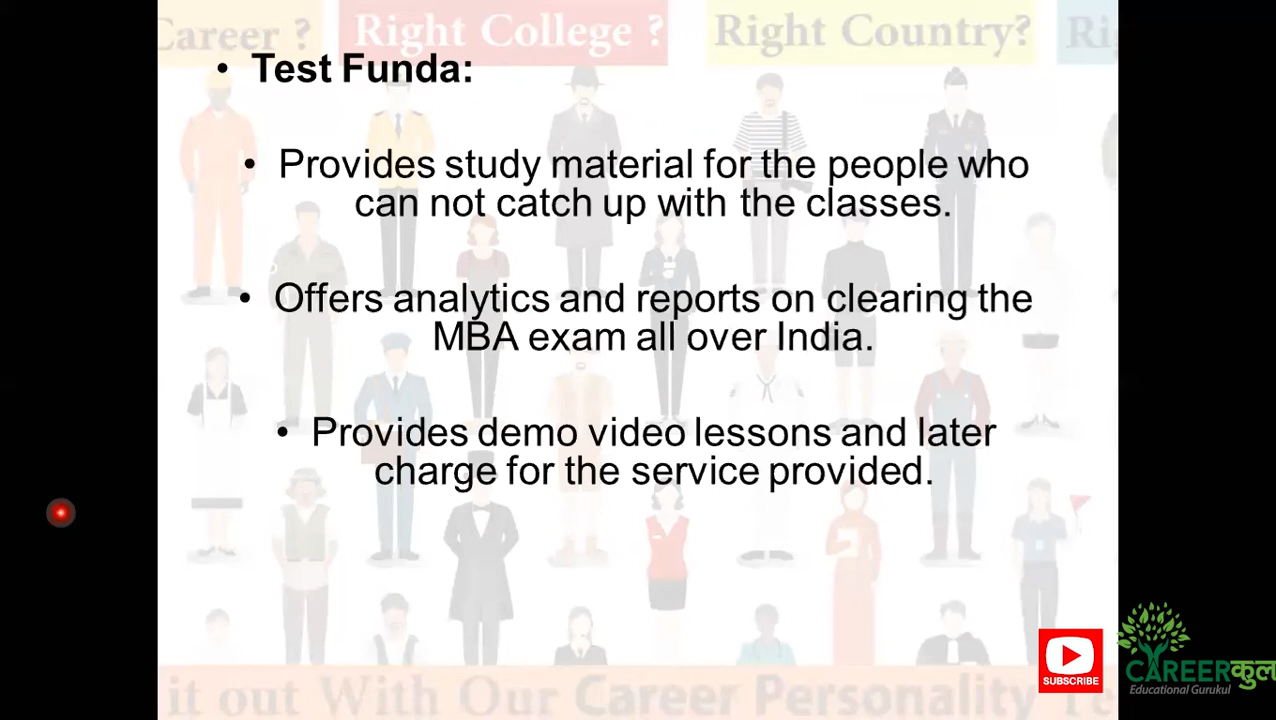 Career ? Right College ? Right Country?
• Test Funda:
• Provides study material for the people who
can not catch up with the classes.
• Offers analytics and reports on clearing the
MBA exam all over India.
• Provides demo video lessons and later
charge for the service provided.
SUBSCRIBE
CAREERकुल
Educational Gurukul
it out With our Career Personality